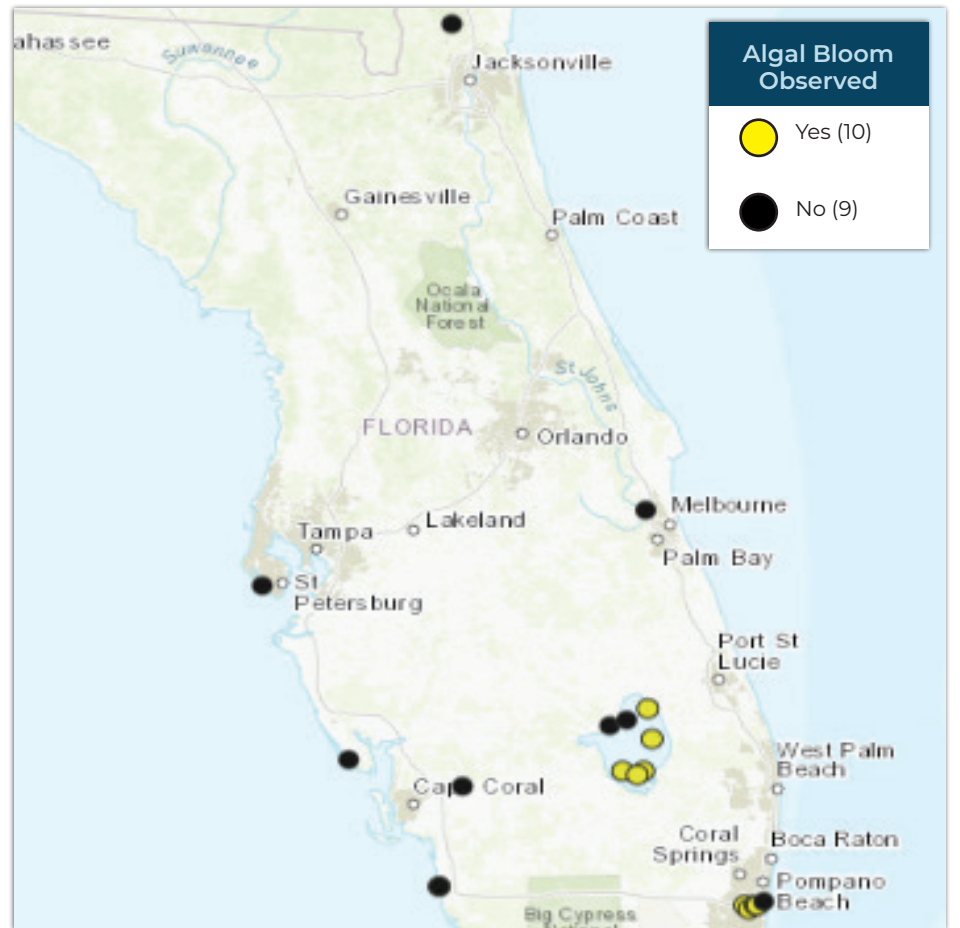 ahassee
Suwannee
Jacksonville
Algal Bloom
Observed
Yes (10)
No (9)
Gainesville
Palm Coast
Ocala
National
Forest
St Johns
FLORIDA
Orlando
Melbourne
Lakeland
Tampa
Palm Bay
St
Petersburg
Port St
Lucie
West Palm
Beach
Cap Coral
Coral
Springs
Boca Raton
Pompano
Beach
Big Cypress
National